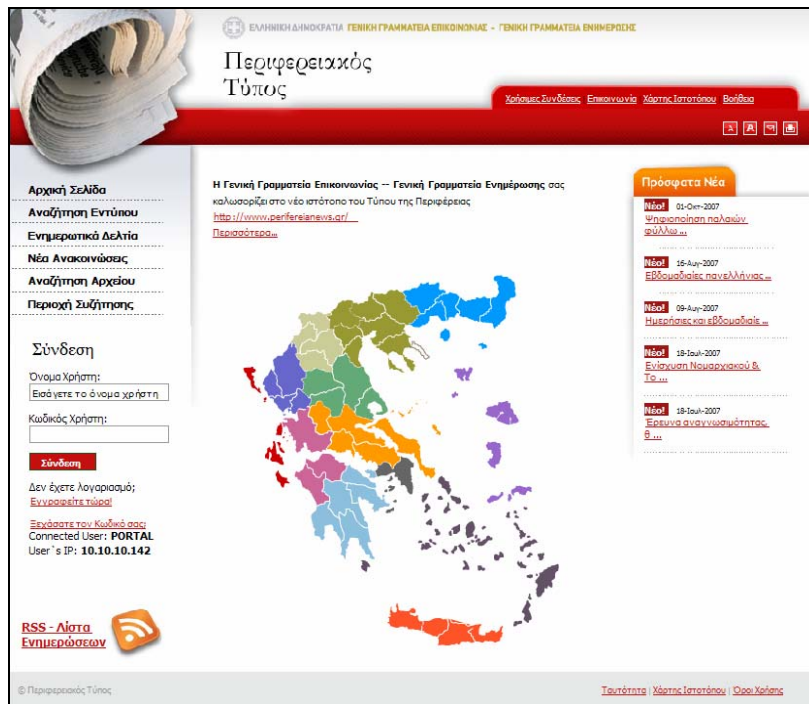 ΕΛΛΗΝΙΚΗ ΔΗΜΟΚΡΑΤΙΑ ΓΕΝΙΚΗ ΓΡΑΜΜΑΤΕΙΑ ΕΠΙΚΟΙΝΩΝΙΑΣ - ΓΕΝΙΚΗ ΓΡΑΜΜΑΤΕΙΑ ΕΝΗΜΕΡΩΣΗΣ
Περιφερειακός
Τύπος
Χρήσιμες Συνδέσεις Επικοινωνία Χάρτης Ιστοτόπου Βοήθεια
Αρχική Σελίδα
Αναζήτηση Εντύπου
Ενημερωτικά Δελτία
Νέα Ανακοινώσεις
Αναζήτηση Αρχείου
Περιοχή Συζήτησης
Σύνδεση
Όνομα Χρήστη:
Εισάγετε το όνομα χρήστη
Κωδικός Χρήστη:
Σύνδεση
Δεν έχετε λογαριασμό;
Εγγραφείτε τώρα!
Ξεχάσατε τον Κωδικό σας;
Connected User: PORTAL
User`s IP: 10.10.10.142
RSS - Λίστα
Ενημερώσεων
Η Γενική Γραμματεία Επικοινωνίας -- Γενική Γραμματεία Ενημέρωσης σας
καλωσορίζει στο νέο ιστότοπο του Τύπου της Περιφέρειας
http://www.perifereianews.gr/
Περισσότερα...
Πρόσφατα Νέα
Νέο! 01-Οκτ-2007
Ψηφιοποίηση παλαιών
φύλλω ...
Νέο! 16-Αυγ-2007
Εβδομαδιαίες πανελλήνιας ...
Νέο! 09-Αυγ-2007
Ημερήσιες και εβδομαδιαίε ...
Νέο! 18-Ιουλ-2007
Ενίσχυση Νομαρχιακού &
Το ...
Νέο! 18-Ιουλ-2007
Έρευνα αναγνωσιμότητας,
θ ...
© Περιφερειακός Τύπος
Ταυτότητα | Χάρτης Ιστοτόπου | Όροι Χρήσης